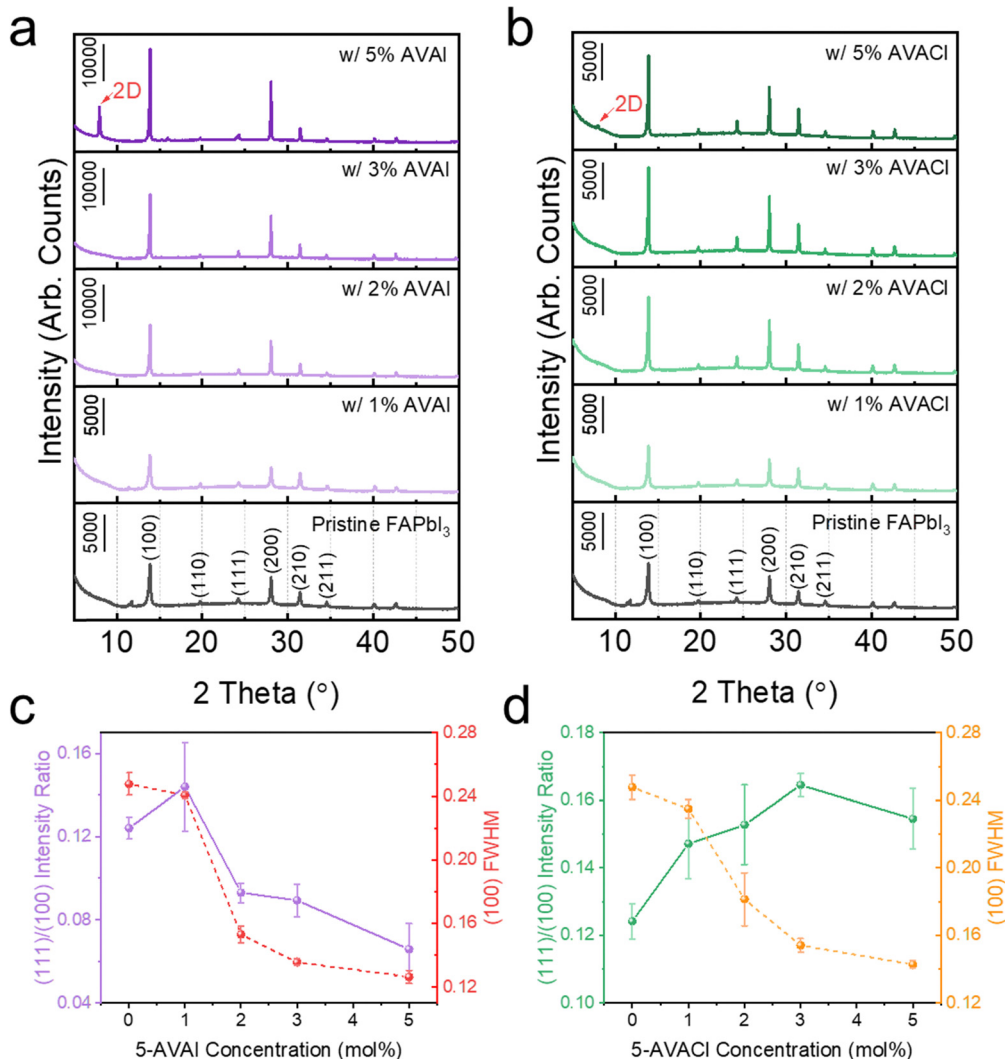 a
Intensity (Arb. Counts)
10000
2D
w/ 5% AVAI
10000
w/ 3% AVAI
10000
w/ 2% AVAI
5000
w/ 1% AVAI
5000
Pristine FAPbI₃
(100)
(110)
(111)
(200)
(210)
(211)
10 20 30 40 50
2 Theta (°)
b
Intensity (Arb. Counts)
5000
2D
w/ 5% AVACl
5000
w/ 3% AVACl
5000
w/ 2% AVACl
5000
w/ 1% AVACl
5000
Pristine FAPbI₃
(100)
(110)
(111)
(200)
(210)
(211)
10 20 30 40 50
2 Theta (°)
c
(111)/(100) Intensity Ratio
0.16
0.12
0.08
0.04
(100) FWHM
0.28
0.24
0.20
0.16
0.12
0 1 2 3 4 5
5-AVAI Concentration (mol%)
d
(111)/(100) Intensity Ratio
0.18
0.16
0.14
0.12
0.10
(100) FWHM
0.28
0.24
0.20
0.16
0.12
0 1 2 3 4 5
5-AVACl Concentration (mol%)